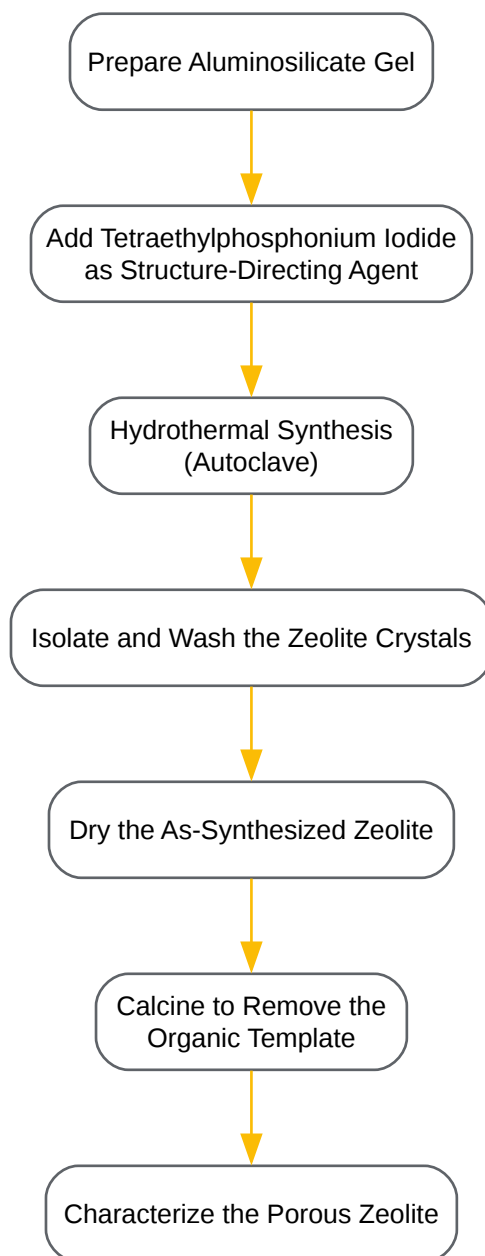 Prepare Aluminosilicate Gel
Add Tetraethylphosphonium Iodide
as Structure-Directing Agent
Hydrothermal Synthesis
(Autoclave)
Isolate and Wash the Zeolite Crystals
Dry the As-Synthesized Zeolite
Calcine to Remove the
Organic Template
Characterize the Porous Zeolite